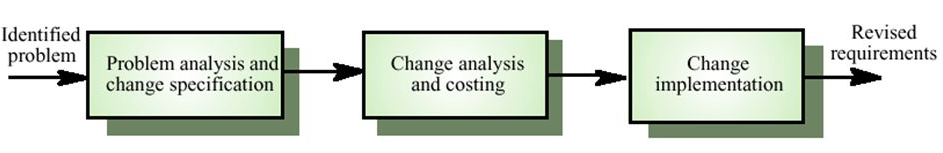 Identified
problem
Problem analysis and
change specification
Change analysis
and costing
Change
implementation
Revised
requirements